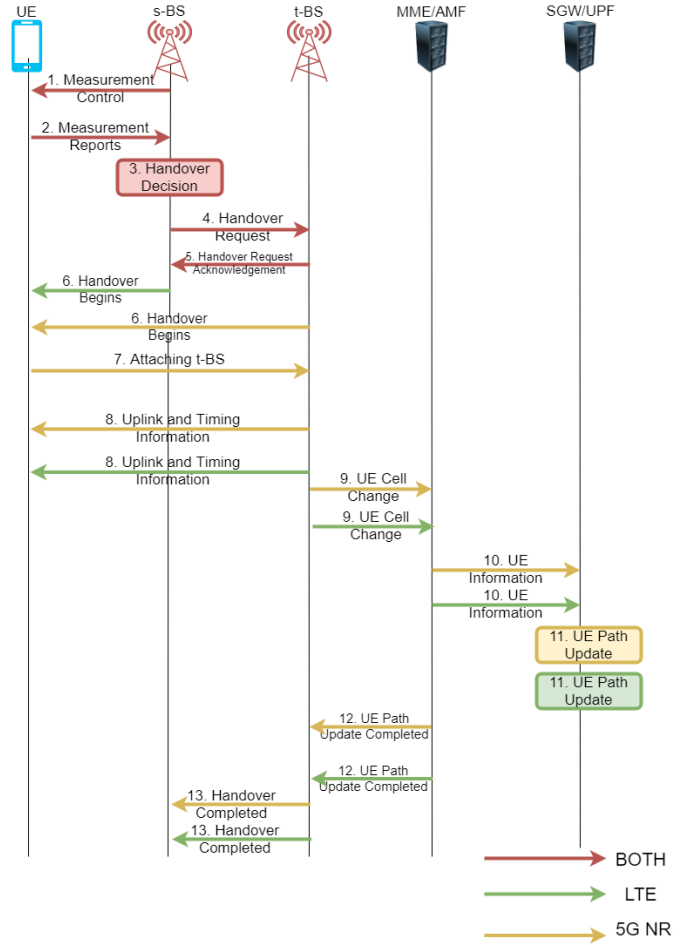 UE
s-BS
t-BS
MME/AMF
SGW/UPF
1. Measurement
Control
2. Measurement
Reports
3. Handover
Decision
4. Handover
Request
5. Handover Request
Acknowledgement
6. Handover
Begins
6. Handover
Begins
7. Attaching t-BS
8. Uplink and Timing
Information
8. Uplink and Timing
Information
9. UE Cell
Change
9. UE Cell
Change
10. UE
Information
10. UE
Information
11. UE Path
Update
11. UE Path
Update
12. UE Path
Update Completed
12. UE Path
Update Completed
13. Handover
Completed
13. Handover
Completed
BOTH
LTE
5G NR